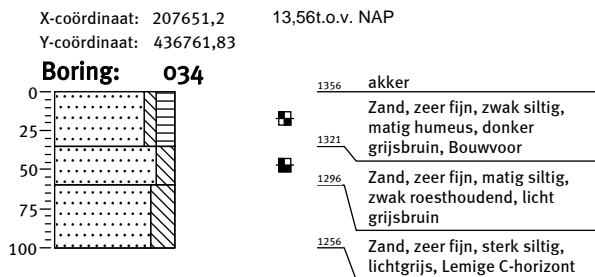 X-coördinaat: 207651,2 13,56t.o.v. NAP
Y-coördinaat: 436761,83
Boring: 034
0
25
50
75
100
1356 akker
Zand, zeer fijn, zwak siltig,
matig humeus, donker
1321 grijsbruin, Bouwvoor
Zand, zeer fijn, matig siltig,
1296 zwak roesthoudend, licht
grijsbruin
1256 Zand, zeer fijn, sterk siltig,
lichtgrijs, Lemige C-horizont